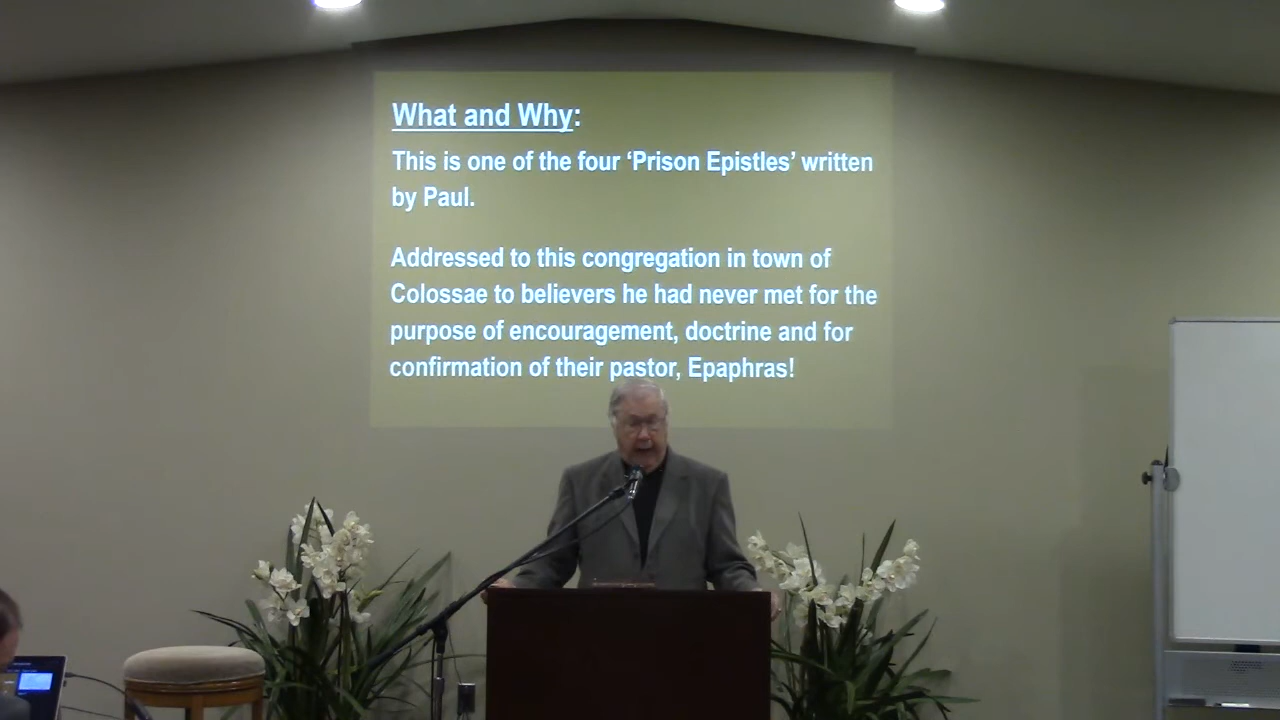 What and Why:
This is one of the four ‘Prison Epistles’ written
by Paul.
Addressed to this congregation in town of
Colossae to believers he had never met for the
purpose of encouragement, doctrine and for
confirmation of their pastor, Epaphras!